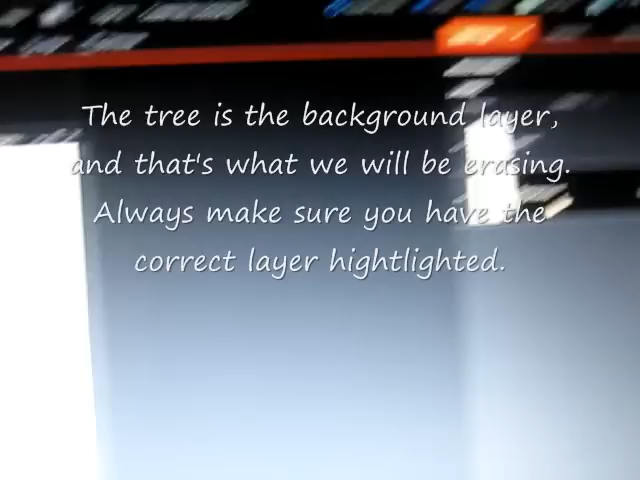 The tree is the background layer,
and that's what we will be erasing.
Always make sure you have the
correct layer hightlighted.